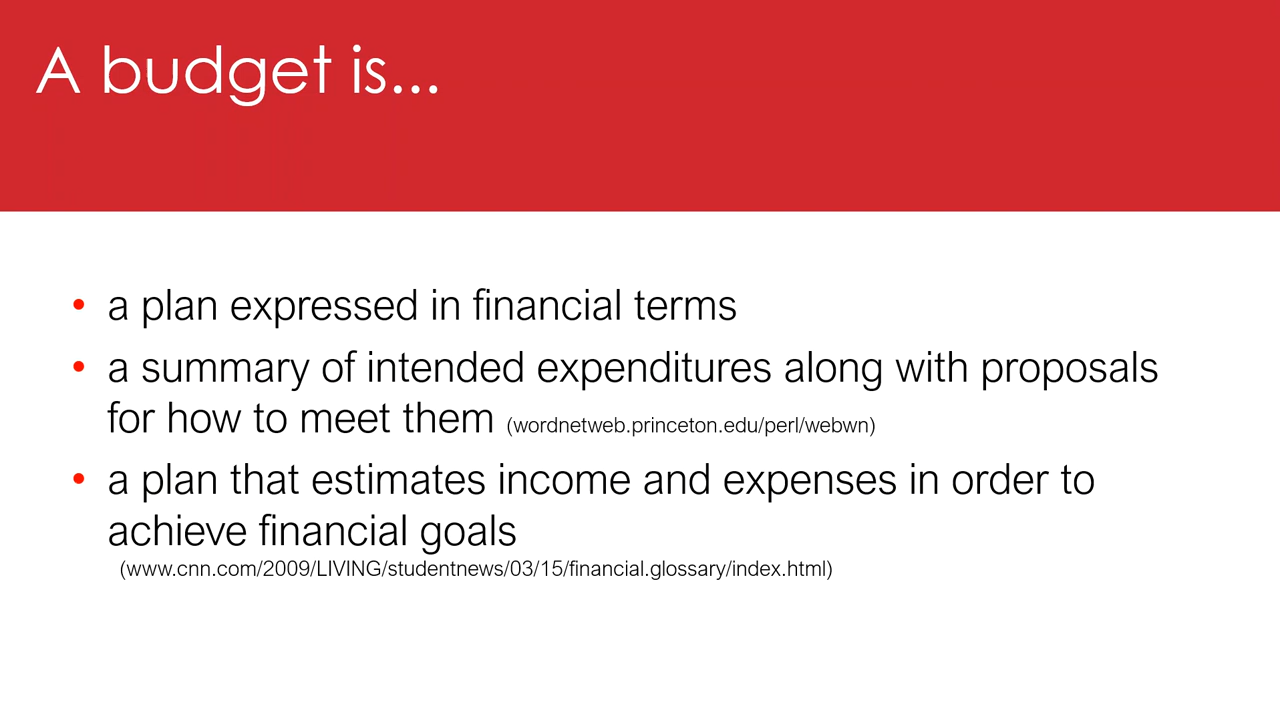 A budget is...
• a plan expressed in financial terms
• a summary of intended expenditures along with proposals
for how to meet them (wordnetweb.princeton.edu/perl/webwn)
• a plan that estimates income and expenses in order to
achieve financial goals
(www.cnn.com/2009/LIVING/studentnews/03/15/financial.glossary/index.html)